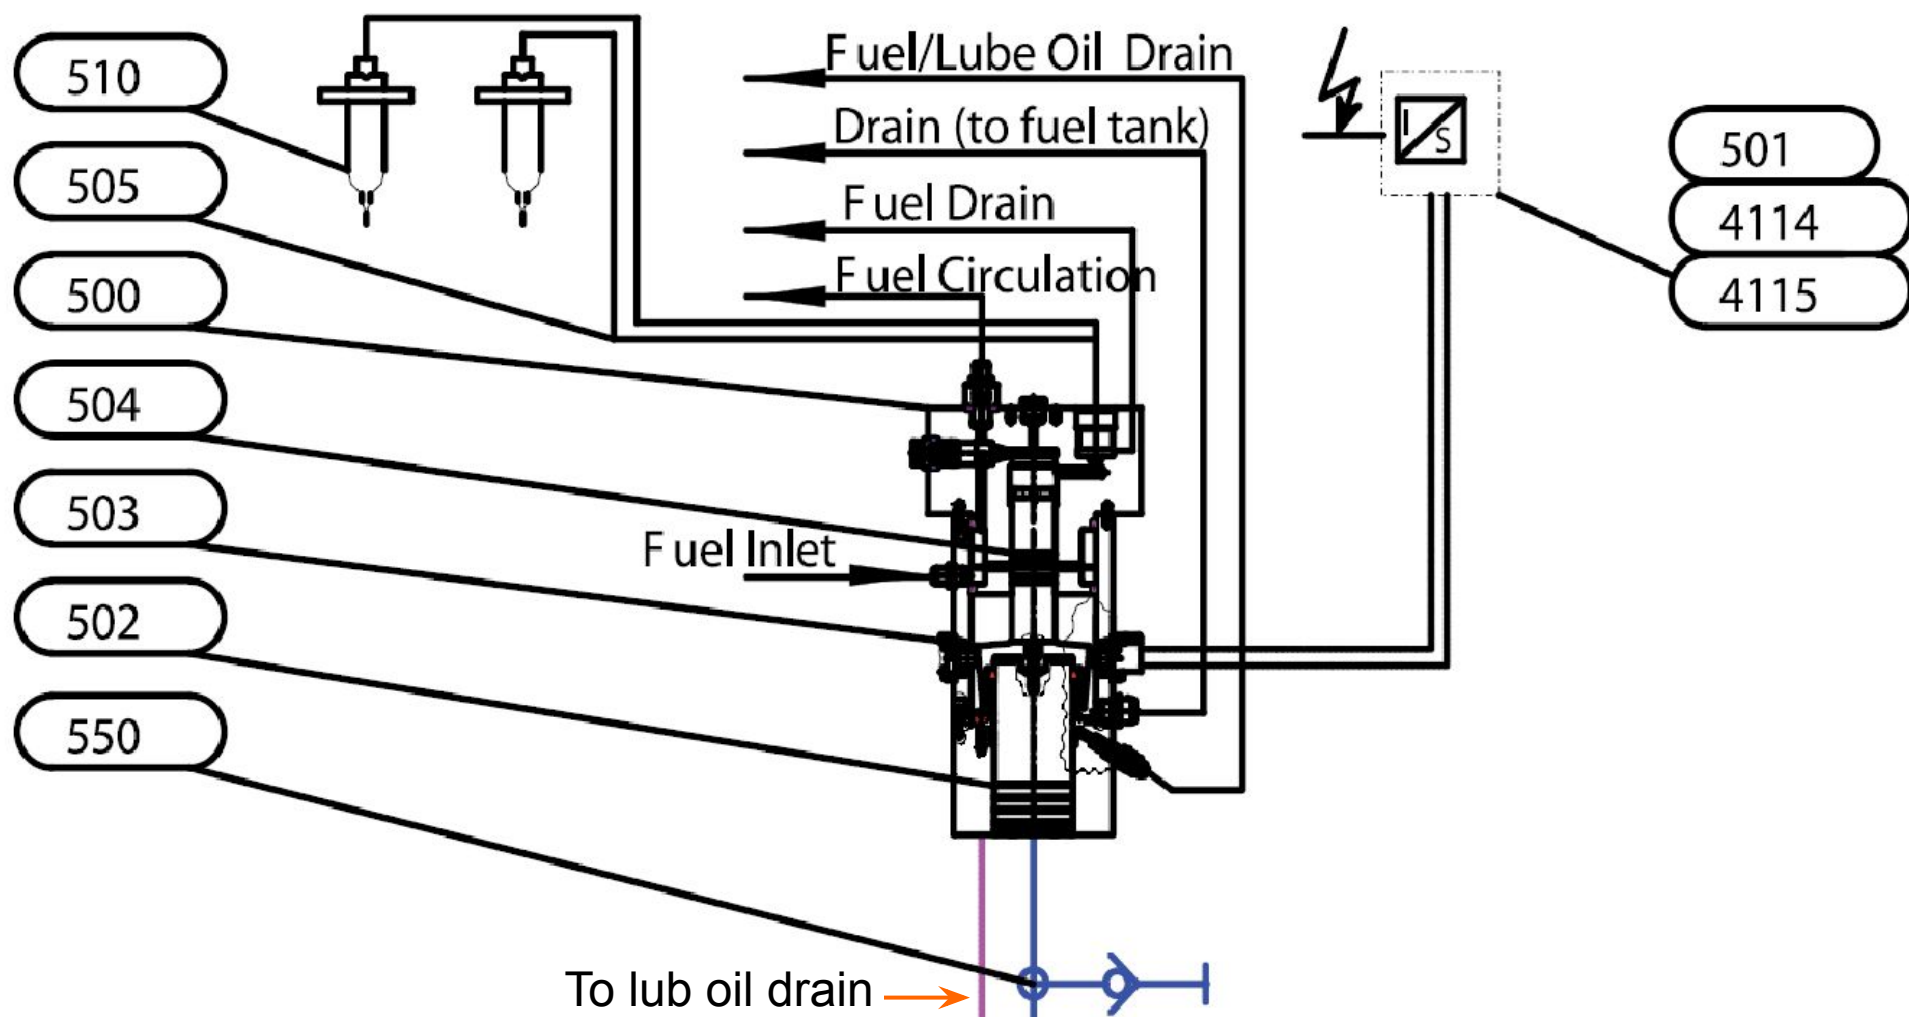 510
505
500
504
503
502
550
Fuel/Lube Oil Drain
Drain (to fuel tank)
Fuel Drain
Fuel Circulation
Fuel Inlet
To lub oil drain
I
S
501
4114
4115